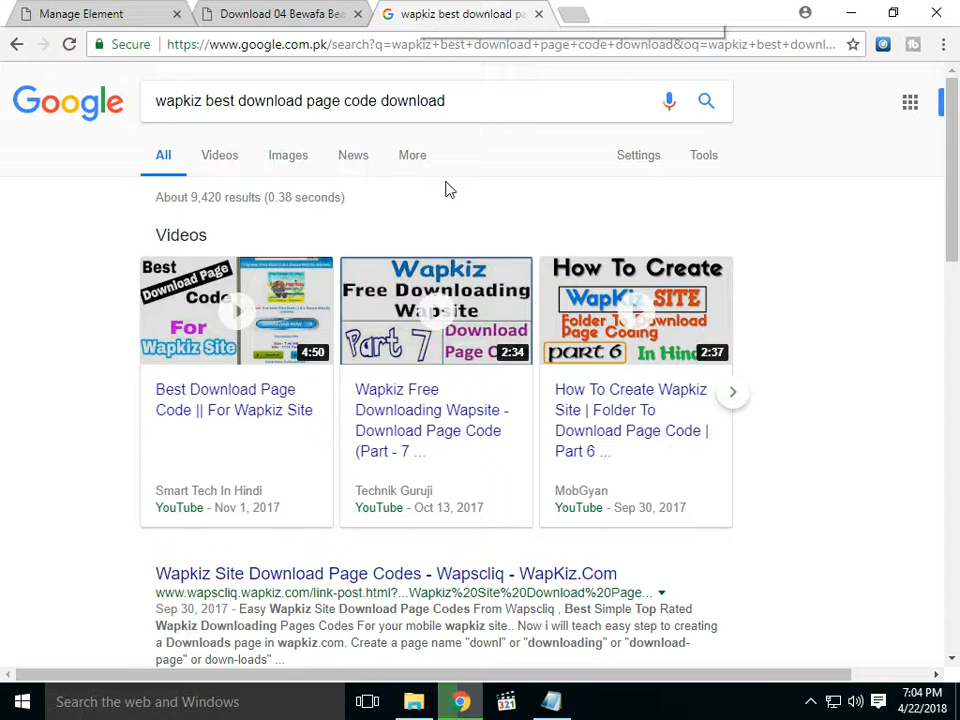 Manage Element
Download 04 Bewafa Bea
wapkiz best download pa
Secure
https://www.google.com.pk/search?q=wapkiz+best+download+page+code+download&oq=wapkiz+best+downl...
Google
wapkiz best download page code download
All
Videos
Images
News
More
Settings
Tools
About 9,420 results (0.38 seconds)
Videos
Best
Download Page
Code
For
Wapkiz Site
4:50
Wapkiz
Free Downloading
Wapsite
Part 7
Download
Page C
2:34
How To Create
WapKiz SITE
Folder To Download
Page Coding
part 6
In Hind
2:37
Best Download Page
Code || For Wapkiz Site
Smart Tech In Hindi
YouTube - Nov 1, 2017
Wapkiz Free
Downloading Wapsite -
Download Page Code
(Part - 7 ...
Technik Guruji
YouTube - Oct 13, 2017
How To Create Wapkiz
Site | Folder To
Download Page Code |
Part 6 ...
MobGyan
YouTube - Sep 30, 2017
Wapkiz Site Download Page Codes - Wapscliq - WapKiz.Com
www.wapscliq.wapkiz.com/link-post.html?...Wapkiz%20Site%20Download%20Page...
Sep 30, 2017 - Easy Wapkiz Site Download Page Codes From Wapscliq , Best Simple Top Rated
Wapkiz Downloading Pages Codes For your mobile wapkiz site.. Now i will teach easy step to creating
a Downloads page in wapkiz.com. Create a page name "downl" or "downloading" or "download-
page" or down-loads" ...
Search the web and Windows
7:04 PM
4/22/2018